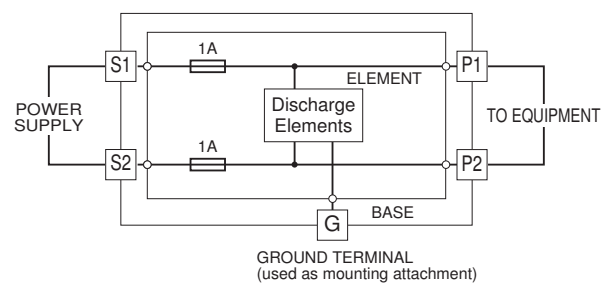 1A
S1
P1
ELEMENT
POWER
SUPPLY
Discharge
Elements
TO EQUIPMENT
1A
S2
P2
G
BASE
GROUND TERMINAL
(used as mounting attachment)